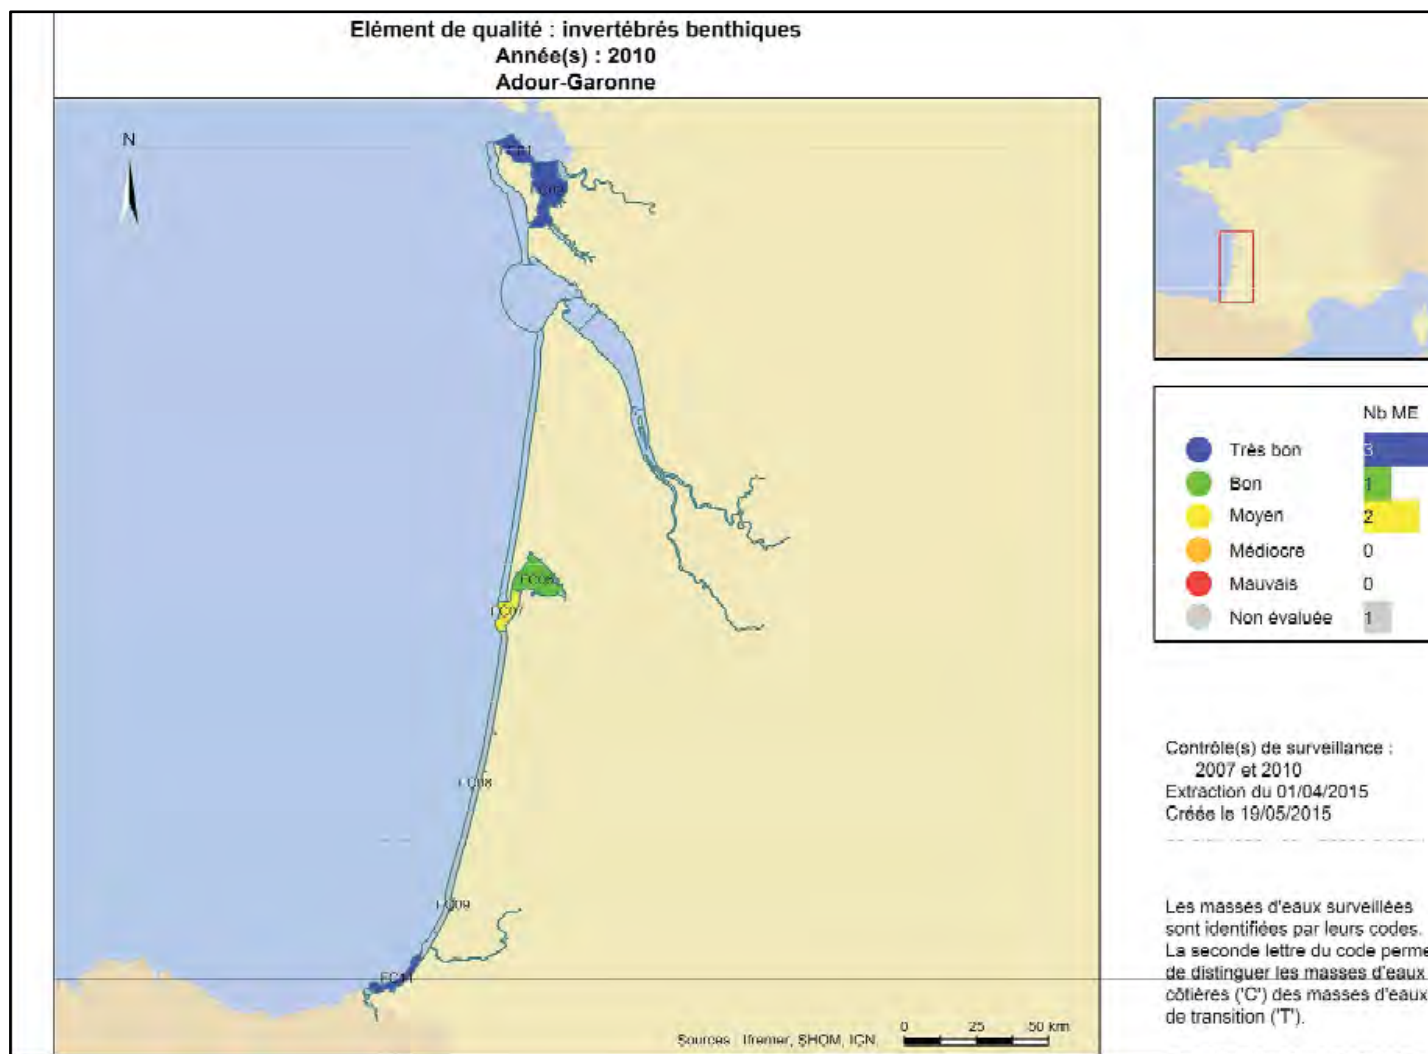 Elément de qualité : invertébrés benthiques
Année(s) : 2010
Adour-Garonne
N
FC07
FC08
FC09
FC11
0 25 50 km
Sources : Ifremer, SHOM, IGN.
Nb ME
Très bon 3
Bon 1
Moyen 2
Médiocre 0
Mauvais 0
Non évaluée 1
Contrôle(s) de surveillance :
2007 et 2010
Extraction du 01/04/2015
Créée le 19/05/2015
Les masses d'eaux surveillées
sont identifiées par leurs codes.
La seconde lettre du code perme
de distinguer les masses d'eaux
côtières ('C') des masses d'eaux
de transition ('T').